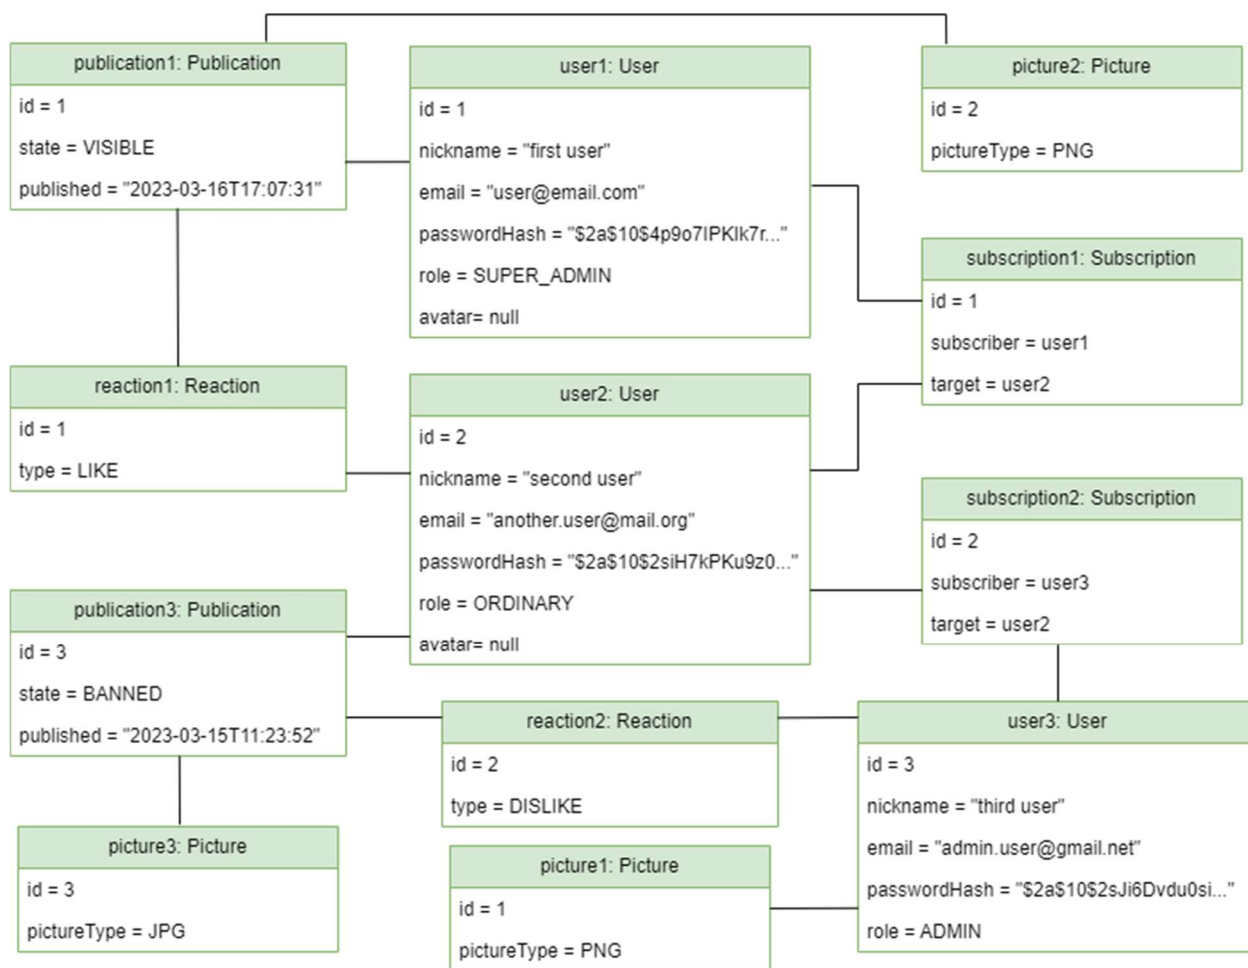 publication1: Publication
id = 1
state = VISIBLE
published = "2023-03-16T17:07:31"
user1: User
id = 1
nickname = "first user"
email = "user@email.com"
passwordHash = "$2a$10$4p9o7IPKIk7r..."
role = SUPER_ADMIN
avatar= null
picture2: Picture
id = 2
pictureType = PNG
subscription1: Subscription
id = 1
subscriber = user1
target = user2
reaction1: Reaction
id = 1
type = LIKE
user2: User
id = 2
nickname = "second user"
email = "another.user@mail.org"
passwordHash = "$2a$10$2siH7kPKu9z0..."
role = ORDINARY
avatar= null
subscription2: Subscription
id = 2
subscriber = user3
target = user2
publication3: Publication
id = 3
state = BANNED
published = "2023-03-15T11:23:52"
reaction2: Reaction
id = 2
type = DISLIKE
user3: User
id = 3
nickname = "third user"
email = "admin.user@gmail.net"
passwordHash = "$2a$10$2sJi6Dvdu0si..."
role = ADMIN
picture3: Picture
id = 3
pictureType = JPG
picture1: Picture
id = 1
pictureType = PNG